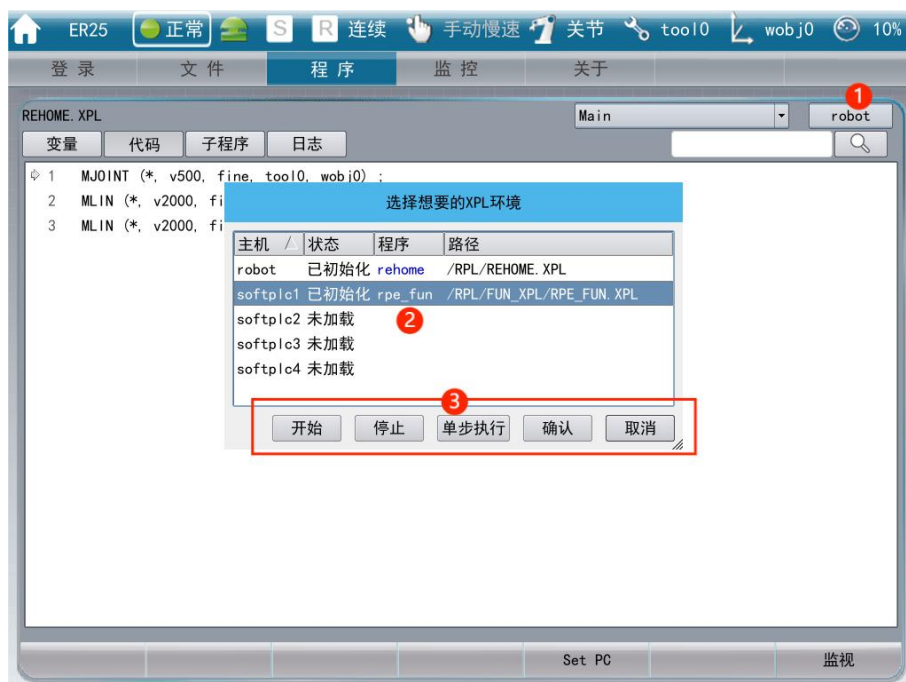 ER25 正常 S R 连续 手动慢速 关节 tool0 wobj0 10%
登录 文件 程序 监控 关于
1
REHOME.XPL Main robot
变量 代码 子程序 日志
1 MJOINT (*, v500, fine, tool0, wobj0) ;
2 MLIN (*, v2000, fi
3 MLIN (*, v2000, fi
选择想要的XPL环境
主机 状态 程序 路径
robot 已初始化 rehome /RPL/REHOME.XPL
softplc1 已初始化 rpe_fun /RPL/FUN_XPL/RPE_FUN.XPL
softplc2 未加载 2
softplc3 未加载
softplc4 未加载
3
开始 停止 单步执行 确认 取消
Set PC 监视